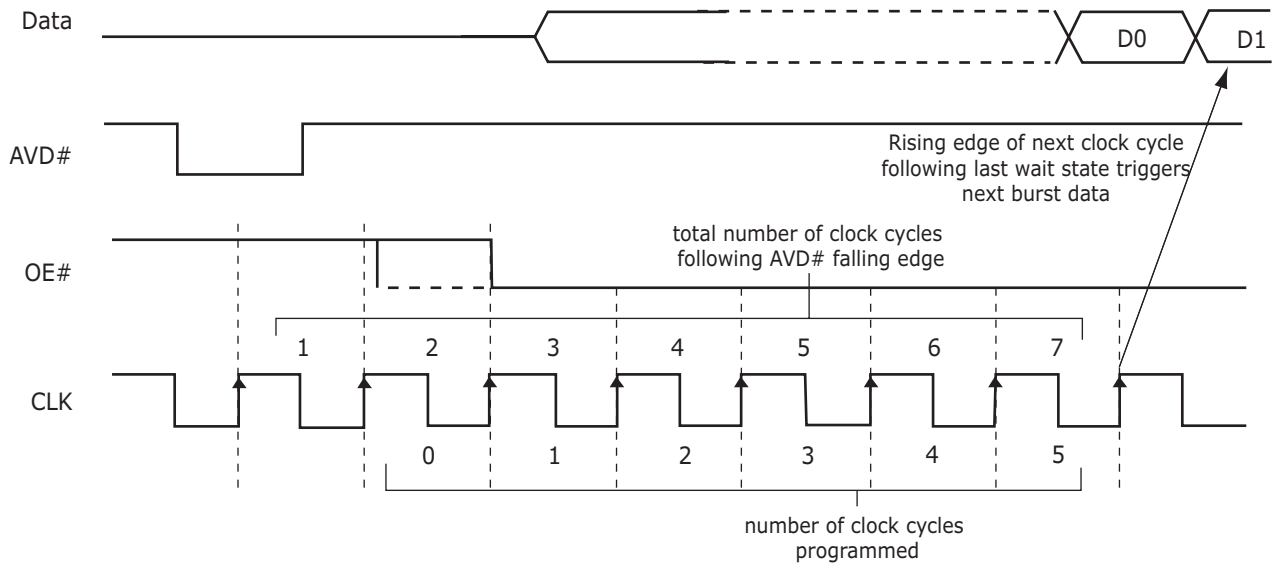 Data
D0
D1
AVD#
Rising edge of next clock cycle
following last wait state triggers
next burst data
total number of clock cycles
following AVD# falling edge
OE#
1 2 3 4 5 6 7
CLK
0 1 2 3 4 5
number of clock cycles
programmed